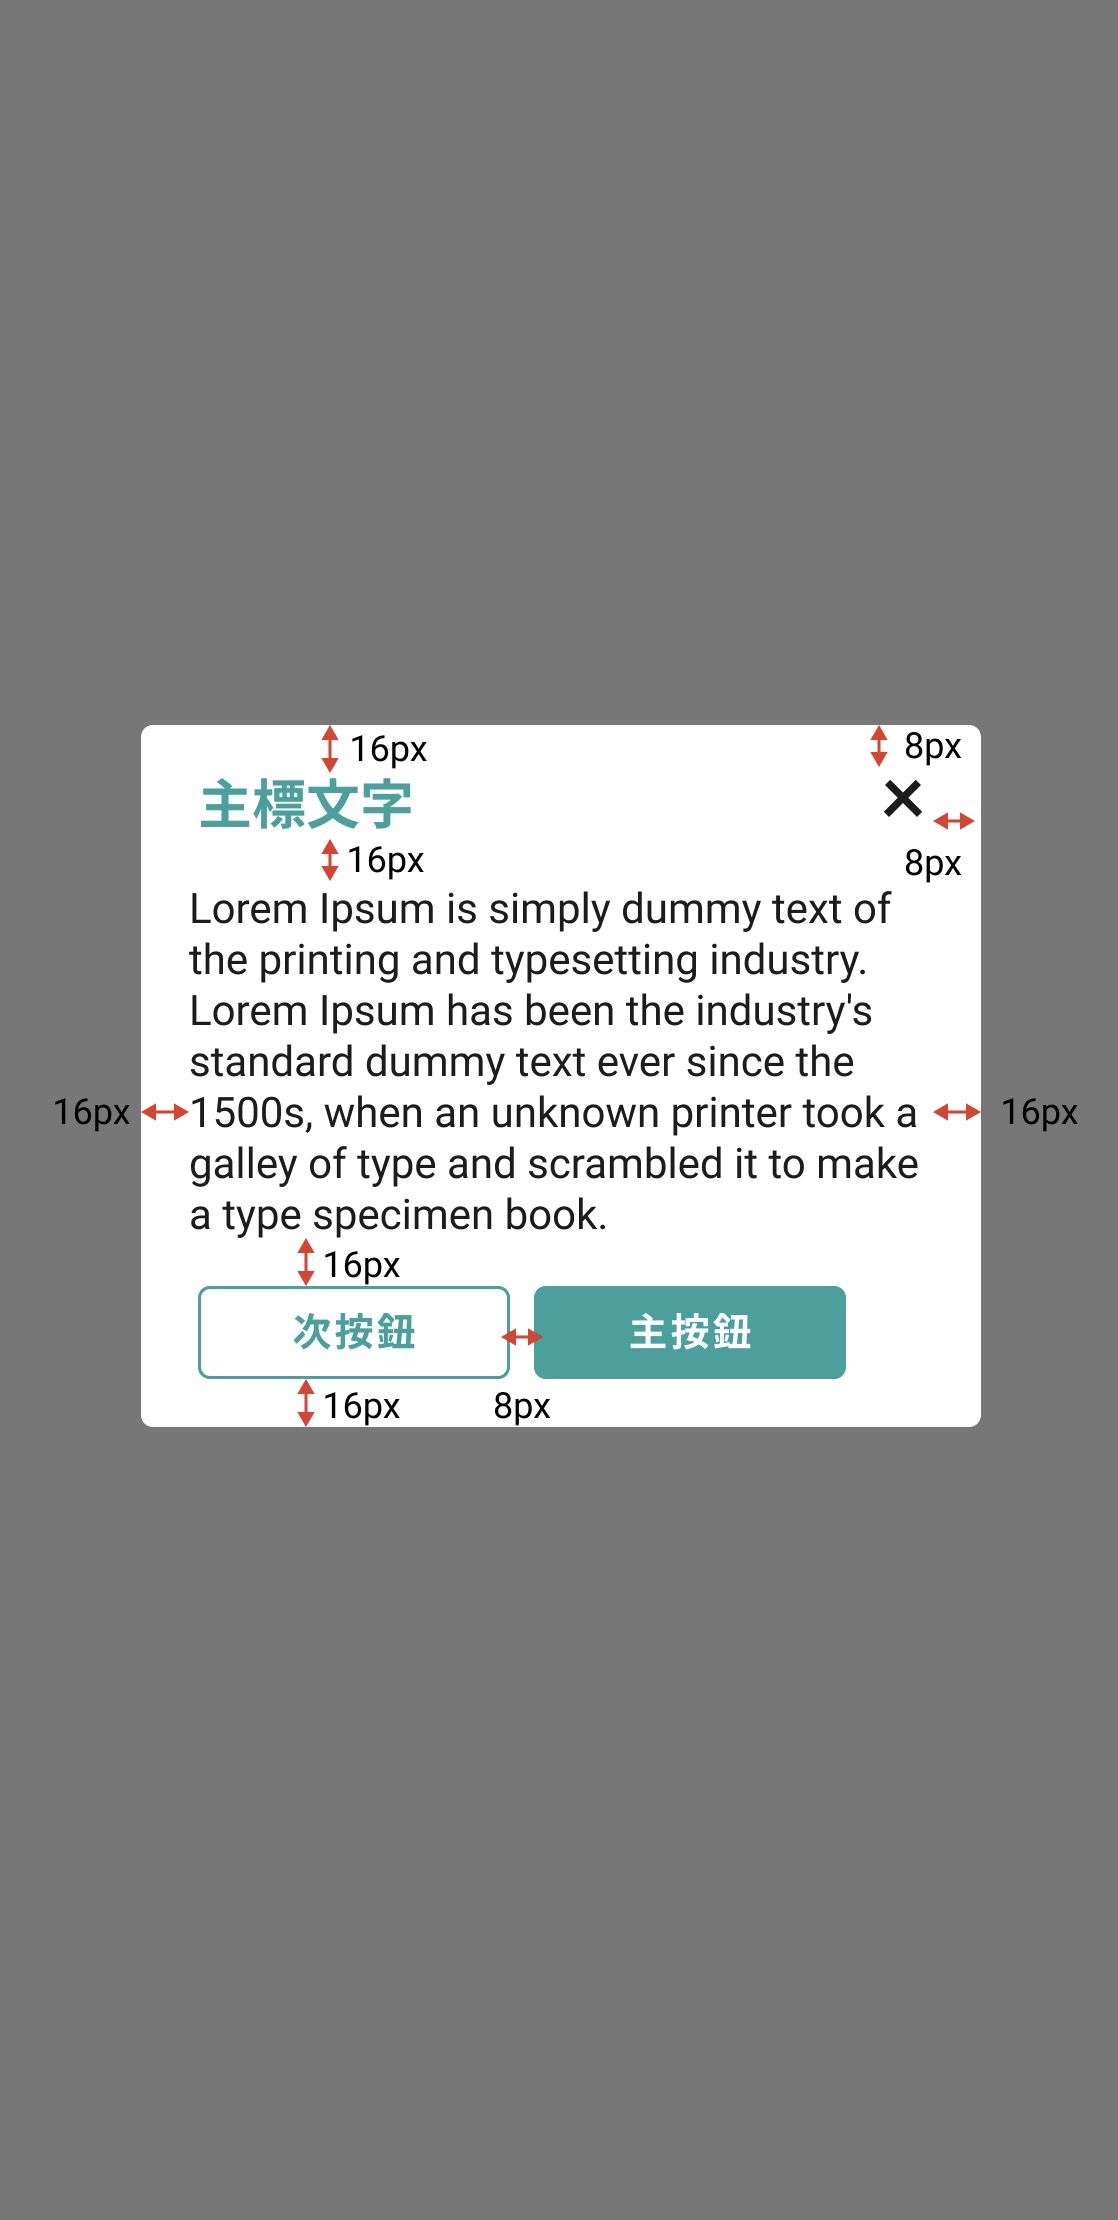 16px
8px
主標文字
16px
8px
Lorem Ipsum is simply dummy text of
the printing and typesetting industry.
Lorem Ipsum has been the industry's
standard dummy text ever since the
16px
1500s, when an unknown printer took a
16px
galley of type and scrambled it to make
a type specimen book.
16px
次按鈕
主按鈕
16px
8px